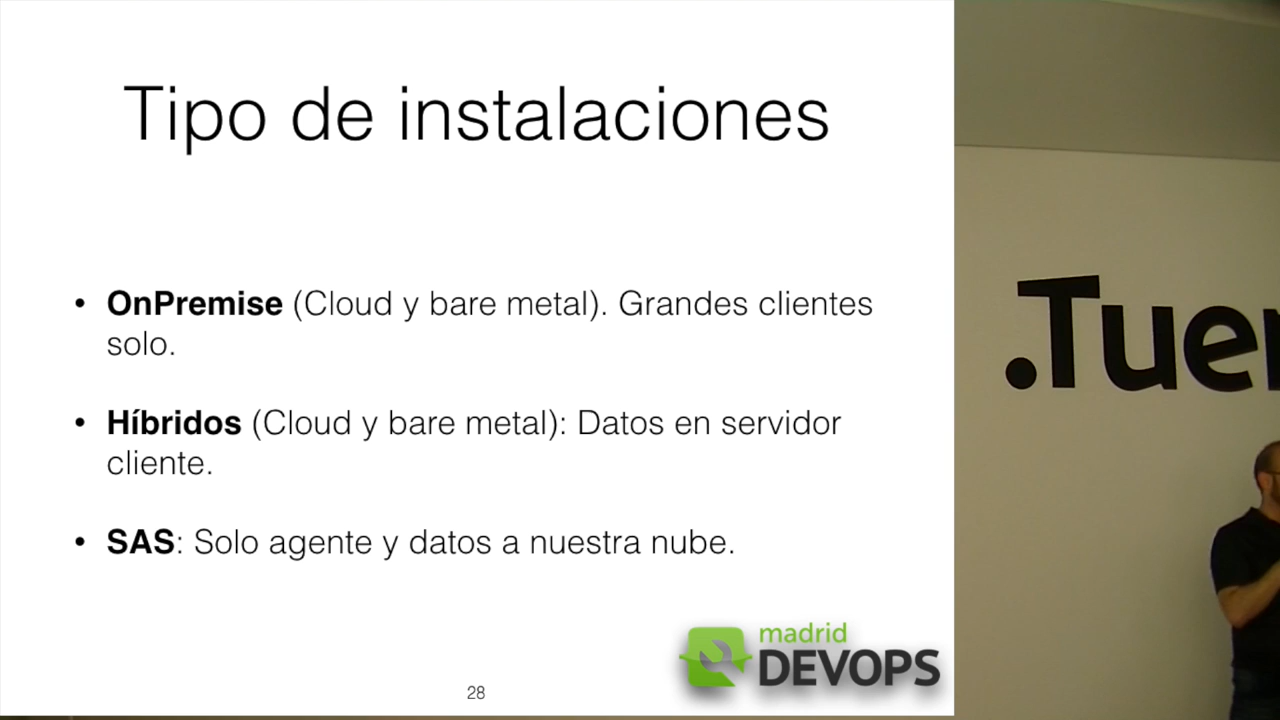 Tipo de instalaciones
• OnPremise (Cloud y bare metal). Grandes clientes
solo.
• Híbridos (Cloud y bare metal): Datos en servidor
cliente.
• SAS: Solo agente y datos a nuestra nube.
madrid
DEVOPS
28
.Tuen